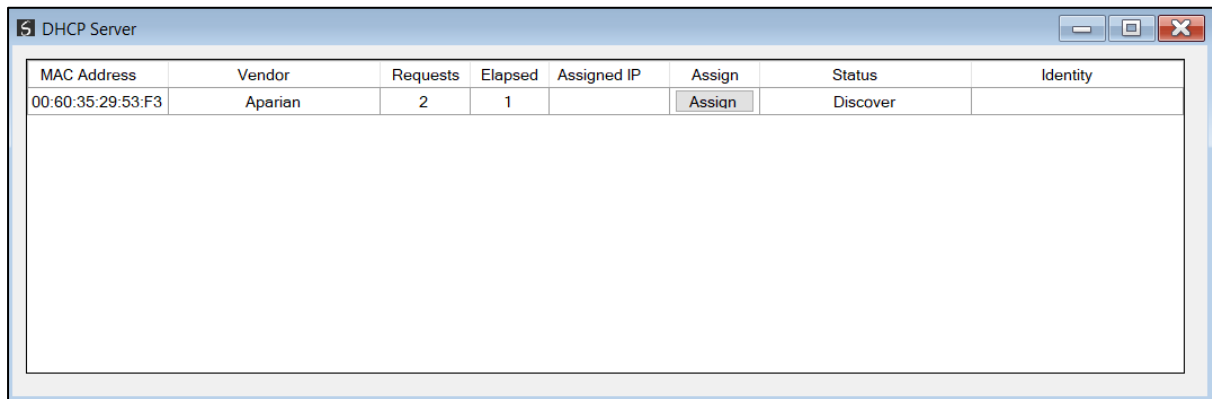 DHCP Server
MAC Address Vendor Requests Elapsed Assigned IP Assign Status Identity
00:60:35:29:53:F3 Aparian 2 1 Assign Discover